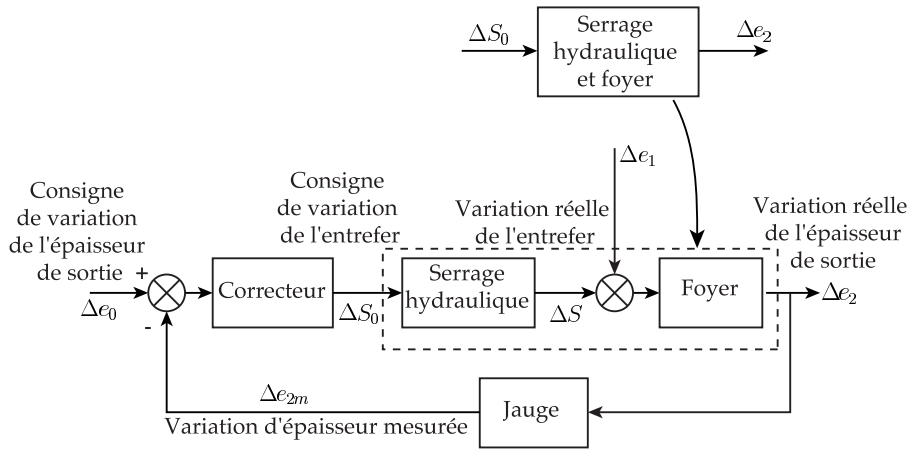 ΔS₀
Serrage
hydraulique
et foyer
Δe₂
Δe₁
Consigne
de variation
de l'épaisseur
de sortie
Consigne
de variation
de l'entrefer
Variation réelle
de l'entrefer
Variation réelle
de l'épaisseur
de sortie
+
Δe₀
-
Correcteur
ΔS₀
Serrage
hydraulique
ΔS
Foyer
Δe₂
Δe₂ₘ
Variation d'épaisseur mesurée
Jauge